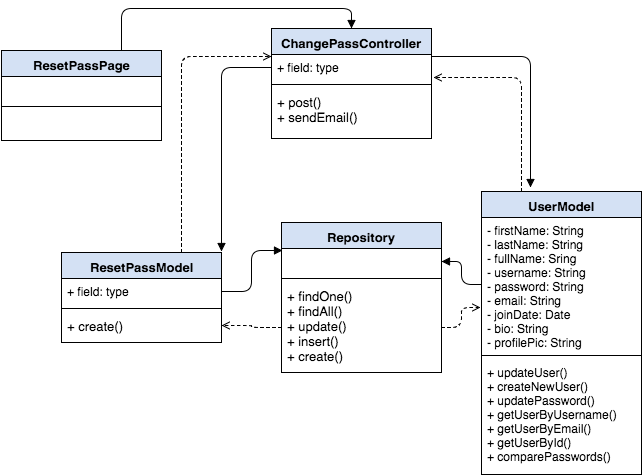 ResetPassPage
ChangePassController
+ field: type
+ post()
+ sendEmail()
ResetPassModel
+ field: type
+ create()
Repository
+ findOne()
+ findAll()
+ update()
+ insert()
+ create()
UserModel
- firstName: String
- lastName: String
- fullName: Sring
- username: String
- password: String
- email: String
- joinDate: Date
- bio: String
- profilePic: String
+ updateUser()
+ createNewUser()
+ updatePassword()
+ getUserByUsername()
+ getUserByEmail()
+ getUserById()
+ comparePasswords()